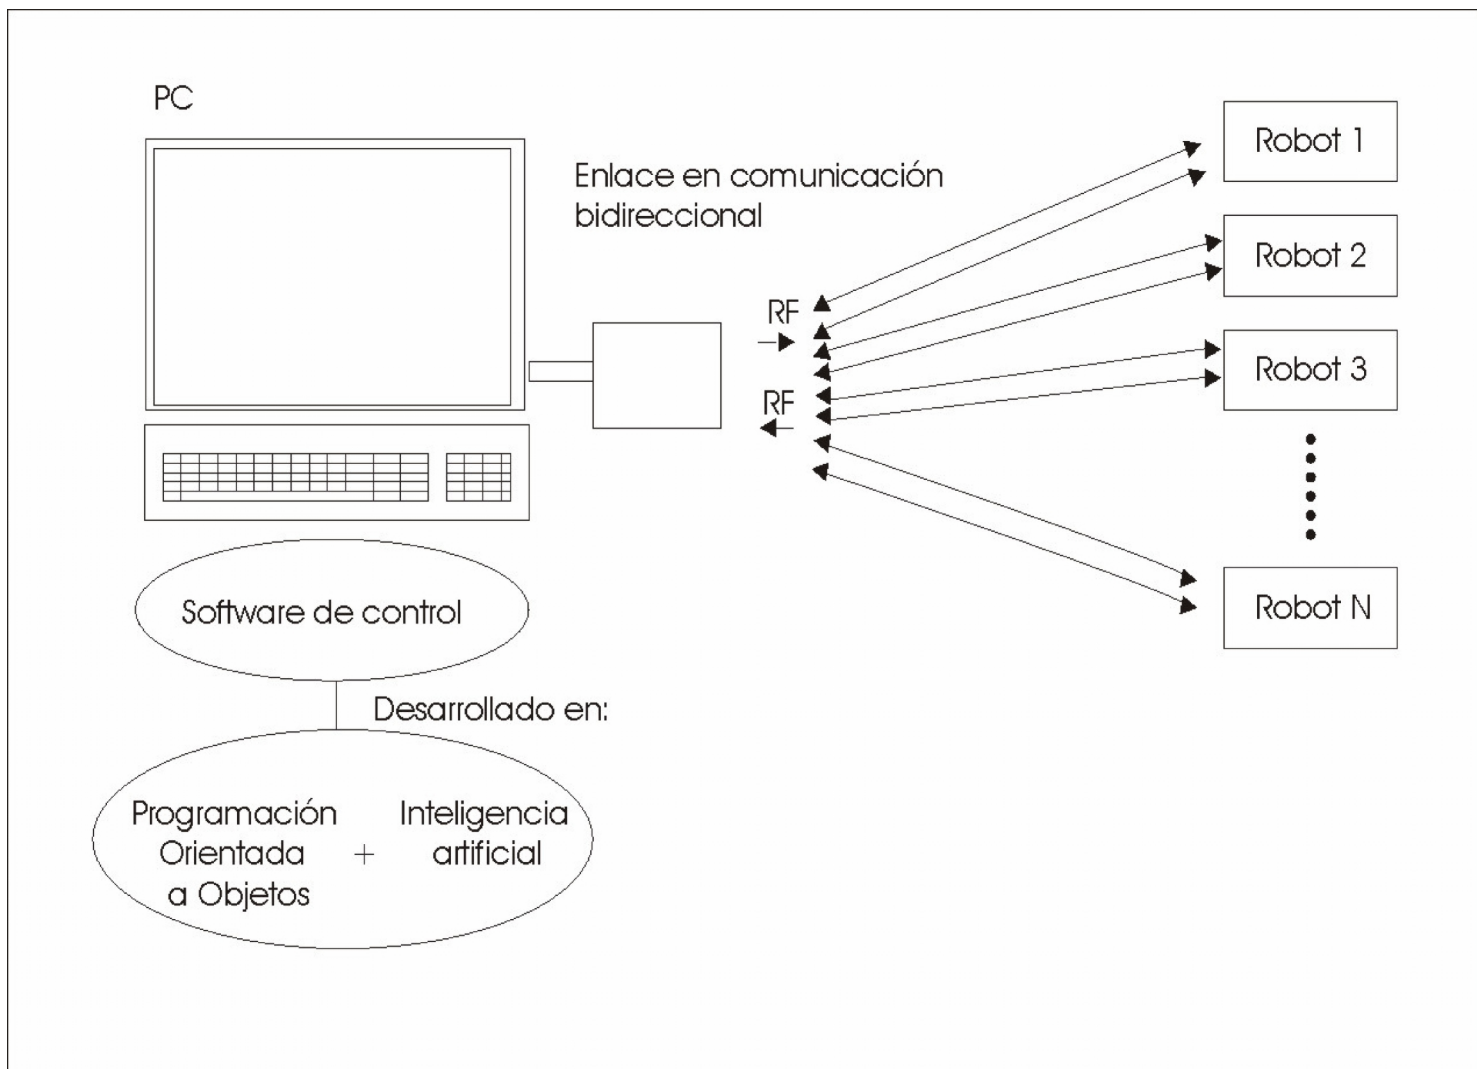 PC
Enlace en comunicación
bidireccional
RF
RF
Robot 1
Robot 2
Robot 3
Robot N
Software de control
Desarrollado en:
Programación
Orientada
a Objetos
+
Inteligencia
artificial